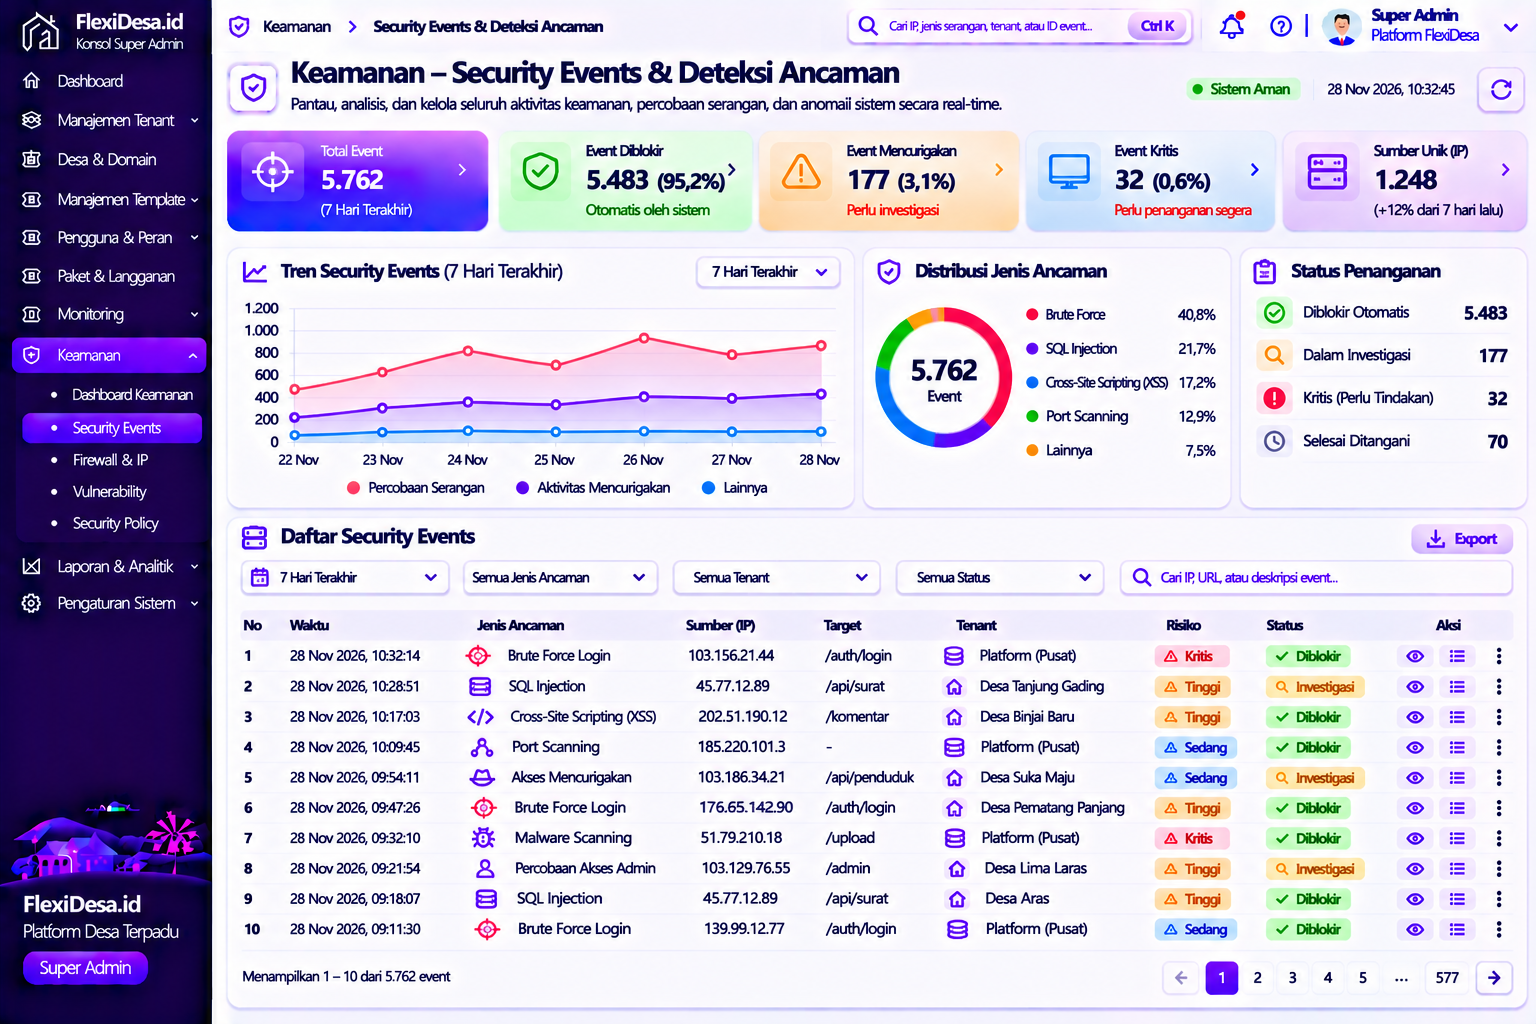 FlexiDesa.id
Konsol Super Admin
Dashboard
Manajemen Tenant
Desa & Domain
Manajemen Template
Pengguna & Peran
Paket & Langganan
Monitoring
Keamanan
Dashboard Keamanan
Security Events
Firewall & IP
Vulnerability
Security Policy
Laporan & Analitik
Pengaturan Sistem
FlexiDesa.id
Platform Desa Terpadu
Super Admin
Keamanan > Security Events & Deteksi Ancaman
Cari IP, jenis serangan, tenant, atau ID event... Ctrl K
Super Admin
Platform FlexiDesa
Keamanan – Security Events & Deteksi Ancaman
Pantau, analisis, dan kelola seluruh aktivitas keamanan, percobaan serangan, dan anomali sistem secara real-time.
Sistem Aman
28 Nov 2026, 10:32:45
Total Event
5.762
(7 Hari Terakhir)
Event Diblokir
5.483 (95,2%)
Otomatis oleh sistem
Event Mencurigakan
177 (3,1%)
Perlu investigasi
Event Kritis
32 (0,6%)
Perlu penanganan segera
Sumber Unik (IP)
1.248
(+12% dari 7 hari lalu)
Tren Security Events (7 Hari Terakhir)
7 Hari Terakhir
1.200
1.000
800
600
400
200
0
22 Nov 23 Nov 24 Nov 25 Nov 26 Nov 27 Nov 28 Nov
Percobaan Serangan Aktivitas Mencurigakan Lainnya
Distribusi Jenis Ancaman
5.762
Event
Brute Force 40,8%
SQL Injection 21,7%
Cross-Site Scripting (XSS) 17,2%
Port Scanning 12,9%
Lainnya 7,5%
Status Penanganan
Diblokir Otomatis 5.483
Dalam Investigasi 177
Kritis (Perlu Tindakan) 32
Selesai Ditangani 70
Daftar Security Events
Export
7 Hari Terakhir Semua Jenis Ancaman Semua Tenant Semua Status Cari IP, URL, atau deskripsi event...
No Waktu Jenis Ancaman Sumber (IP) Target Tenant Risiko Status Aksi
1 28 Nov 2026, 10:32:14 Brute Force Login 103.156.21.44 /auth/login Platform (Pusat) Kritis Diblokir
2 28 Nov 2026, 10:28:51 SQL Injection 45.77.12.89 /api/surat Desa Tanjung Gading Tinggi Investigasi
3 28 Nov 2026, 10:17:03 Cross-Site Scripting (XSS) 202.51.190.12 /komentar Desa Binjai Baru Tinggi Diblokir
4 28 Nov 2026, 10:09:45 Port Scanning 185.220.101.3 - Platform (Pusat) Sedang Diblokir
5 28 Nov 2026, 09:54:11 Akses Mencurigakan 103.186.34.21 /api/penduduk Desa Suka Maju Sedang Investigasi
6 28 Nov 2026, 09:47:26 Brute Force Login 176.65.142.90 /auth/login Desa Pematang Panjang Tinggi Diblokir
7 28 Nov 2026, 09:32:10 Malware Scanning 51.79.210.18 /upload Platform (Pusat) Kritis Diblokir
8 28 Nov 2026, 09:21:54 Percobaan Akses Admin 103.129.76.55 /admin Desa Lima Laras Tinggi Investigasi
9 28 Nov 2026, 09:18:07 SQL Injection 45.77.12.89 /api/surat Desa Aras Tinggi Diblokir
10 28 Nov 2026, 09:11:30 Brute Force Login 139.99.12.77 /auth/login Platform (Pusat) Sedang Diblokir
Menampilkan 1 – 10 dari 5.762 event
1 2 3 4 5 ... 577